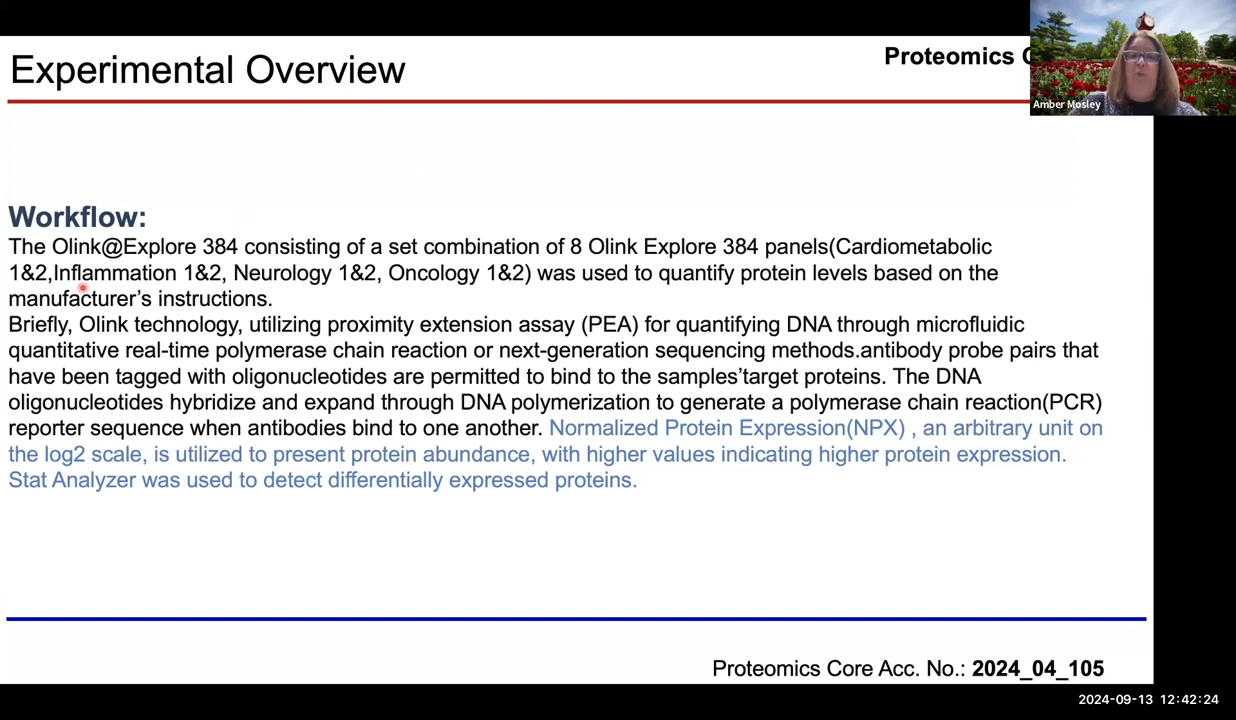 Experimental Overview
Proteomics
Amber Mosley
Workflow:
The Olink@Explore 384 consisting of a set combination of 8 Olink Explore 384 panels(Cardiometabolic
1&2,Inflammation 1&2, Neurology 1&2, Oncology 1&2) was used to quantify protein levels based on the
manufacturer’s instructions.
Briefly, Olink technology, utilizing proximity extension assay (PEA) for quantifying DNA through microfluidic
quantitative real-time polymerase chain reaction or next-generation sequencing methods.antibody probe pairs that
have been tagged with oligonucleotides are permitted to bind to the samples’target proteins. The DNA
oligonucleotides hybridize and expand through DNA polymerization to generate a polymerase chain reaction(PCR)
reporter sequence when antibodies bind to one another. Normalized Protein Expression(NPX) , an arbitrary unit on
the log2 scale, is utilized to present protein abundance, with higher values indicating higher protein expression.
Stat Analyzer was used to detect differentially expressed proteins.
Proteomics Core Acc. No.: 2024_04_105
2024-09-13 12:42:24